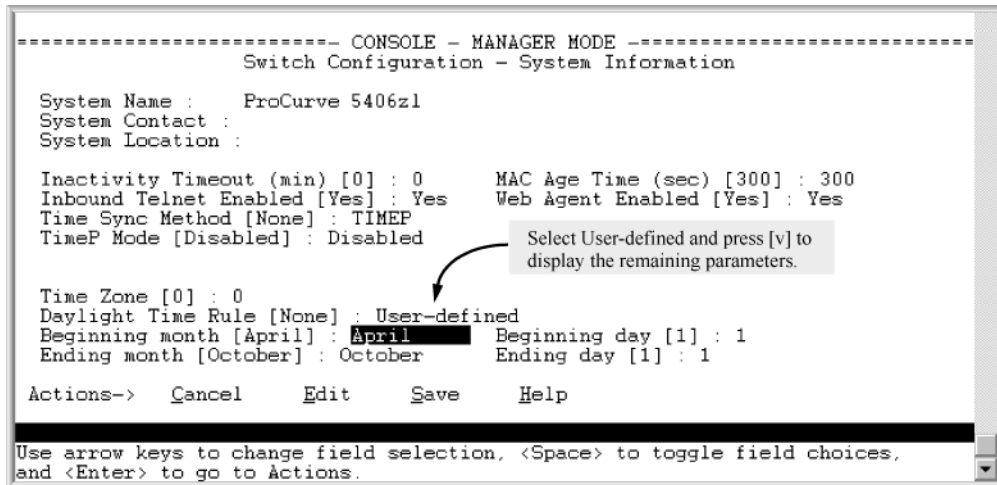 ==========================- CONSOLE - MANAGER MODE -============================
Switch Configuration - System Information
System Name : ProCurve 5406zl
System Contact :
System Location :
Inactivity Timeout (min) [0] : 0 MAC Age Time (sec) [300] : 300
Inbound Telnet Enabled [Yes] : Yes Web Agent Enabled [Yes] : Yes
Time Sync Method [None] : TIMEP
TimeP Mode [Disabled] : Disabled
Select User-defined and press [v] to
display the remaining parameters.
Time Zone [0] : 0
Daylight Time Rule [None] : User-defined
Beginning month [April] : April Beginning day [1] : 1
Ending month [October] : October Ending day [1] : 1
Actions-> Cancel Edit Save Help
Use arrow keys to change field selection, <Space> to toggle field choices,
and <Enter> to go to Actions.